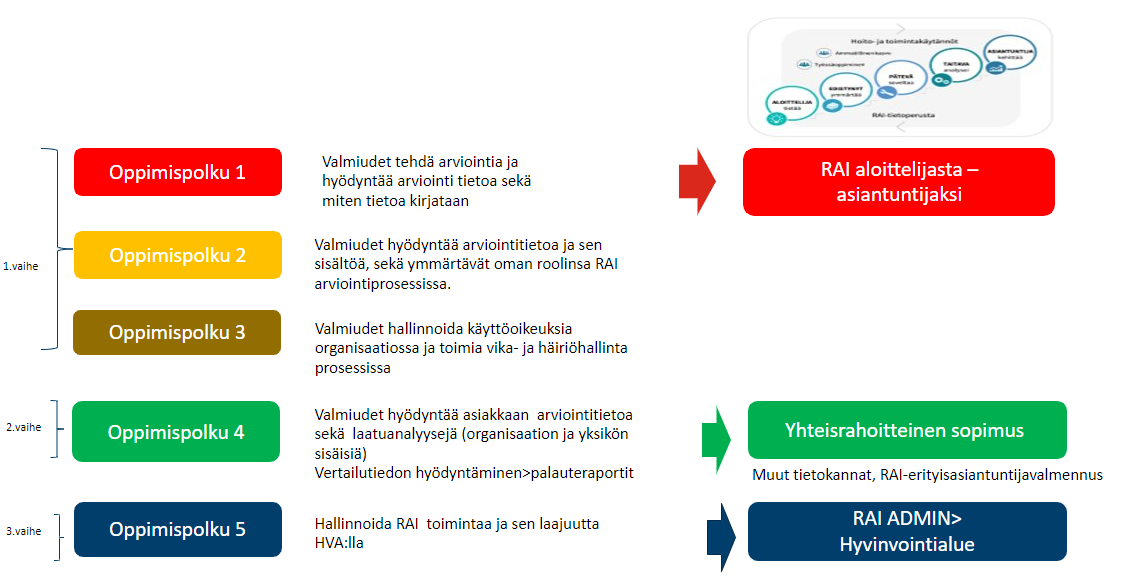 Hoito- ja toimintakäytännöt
Ammatillinen kasvu
Työssäoppiminen
ASIANTUNTIJA
kehittää
TAITAVA
analysoi
PÄTEVÄ
soveltaa
EDISTYNYT
ymmärtää
ALOITTELIJA
tietää
RAI-tietoperusta
1.vaihe
Oppimispolku 1
Valmiudet tehdä arviointia ja
hyödyntää arviointi tietoa sekä
miten tietoa kirjataan
RAI aloittelijasta –
asiantuntijaksi
Oppimispolku 2
Valmiudet hyödyntää arviointitietoa ja sen
sisältöä, sekä ymmärtävät oman roolinsa RAI
arviointiprosessissa.
Oppimispolku 3
Valmiudet hallinnoida käyttöoikeuksia
organisaatiossa ja toimia vika- ja häiriöhallinta
prosessissa
2.vaihe
Oppimispolku 4
Valmiudet hyödyntää asiakkaan arviointitietoa
sekä laatuanalyysejä (organisaation ja yksikön
sisäisiä)
Vertailutiedon hyödyntäminen>palauteraportit
Yhteisrahoitteinen sopimus
Muut tietokannat, RAI-erityisasiantuntijavalmennus
3.vaihe
Oppimispolku 5
Hallinnoida RAI toimintaa ja sen laajuutta
HVA:lla
RAI ADMIN>
Hyvinvointialue